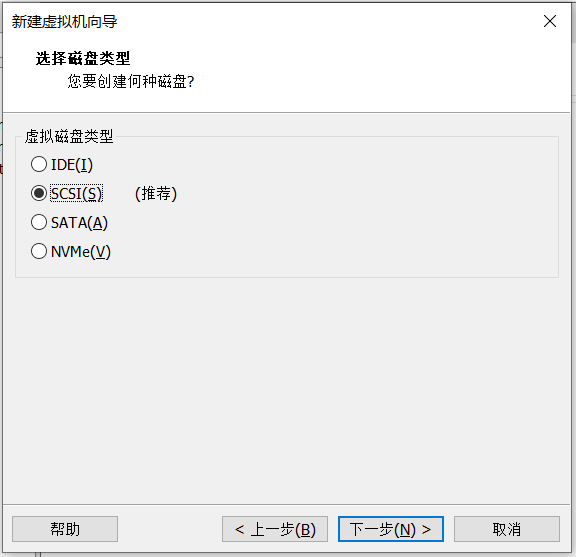 新建虚拟机向导
选择磁盘类型
您要创建何种磁盘?
虚拟磁盘类型
IDE(I)
SCSI(S) (推荐)
SATA(A)
NVMe(V)
帮助 < 上一步(B) 下一步(N) > 取消